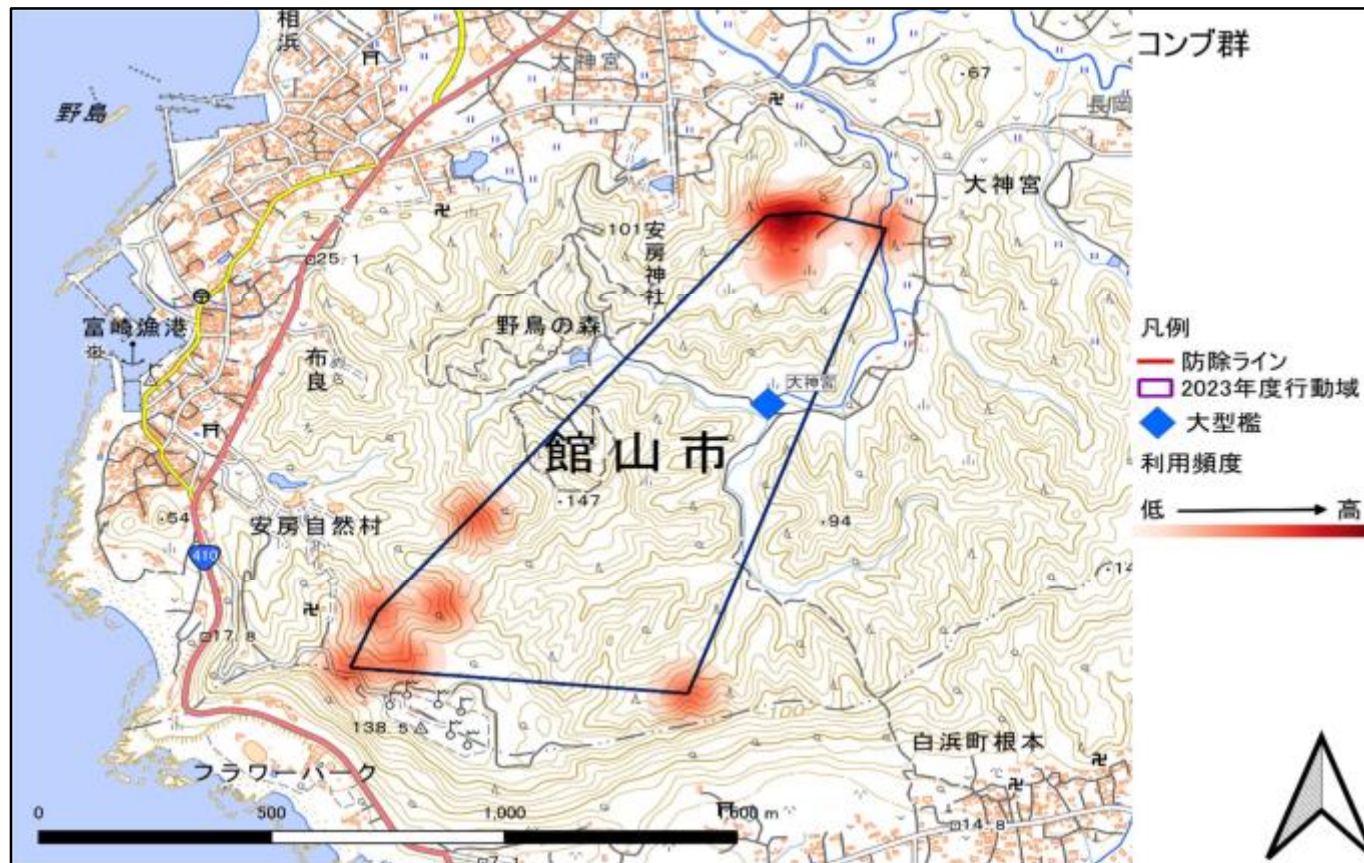 コンブ群
凡例
防除ライン
2023年度行動域
大型檻
利用頻度
低
高
相浜
大神宮
野島
67
長岡
大神宮
101
安房神社
25.1
富崎漁港
布良
野鳥の森
大神宮
館山市
147
54
安房自然村
94
410
17.8
138.5
100
白浜町根本
フラワーパーク
14.8
7.1
0
500
1,000
m